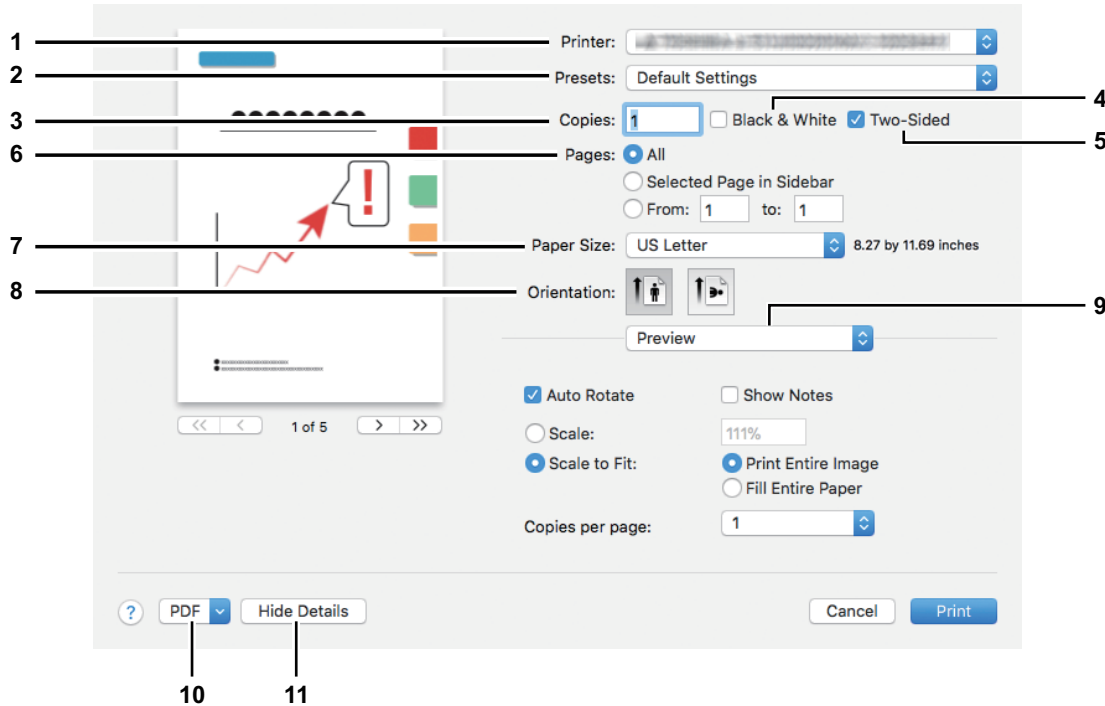 1 Printer:
2 Presets: Default Settings
4
3 Copies: 1 Black & White Two-Sided
5
6 Pages: All
Selected Page in Sidebar
From: 1 to: 1
7 Paper Size: US Letter 8.27 by 11.69 inches
8 Orientation:
9
Preview
Auto Rotate Show Notes
<< < 1 of 5 > >>
Scale: 111%
Scale to Fit: Print Entire Image
Fill Entire Paper
Copies per page: 1
? PDF Hide Details Cancel Print
10 11